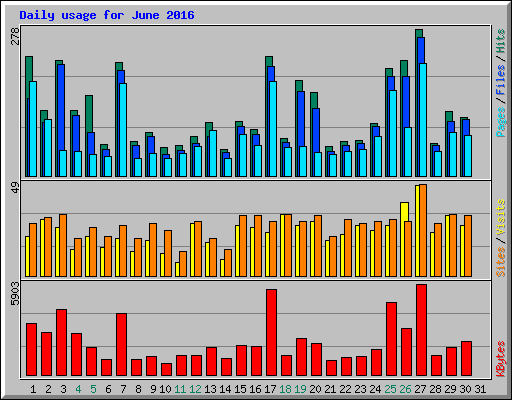 Daily usage for June 2016
278
Pages / Files / Hits
49
Sites / Visits
5903
KBytes
1 2 3 4 5 6 7 8 9 10 11 12 13 14 15 16 17 18 19 20 21 22 23 24 25 26 27 28 29 30 31